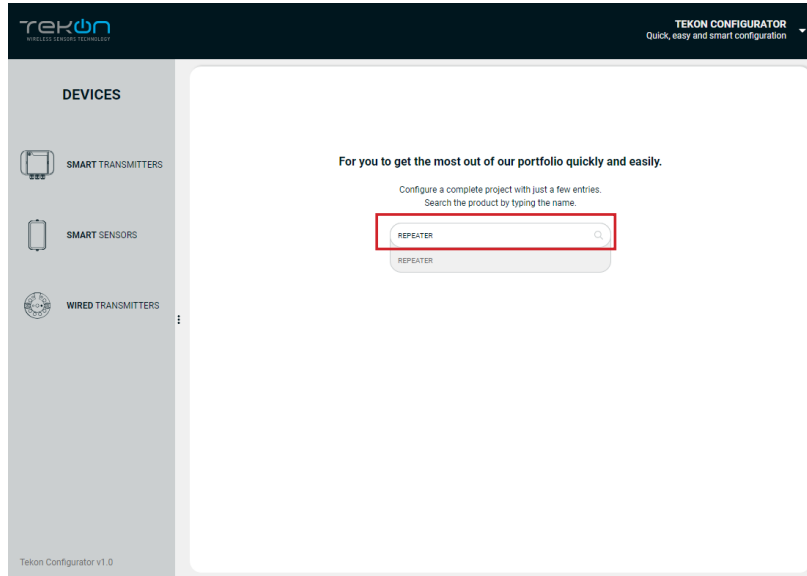 TEKON
WIRELESS SENSORS TECHNOLOGY
TEKON CONFIGURATOR
Quick, easy and smart configuration
DEVICES
SMART TRANSMITTERS
SMART SENSORS
WIRED TRANSMITTERS
For you to get the most out of our portfolio quickly and easily.
Configure a complete project with just a few entries.
Search the product by typing the name.
REPEATER
REPEATER
Tekon Configurator v1.0